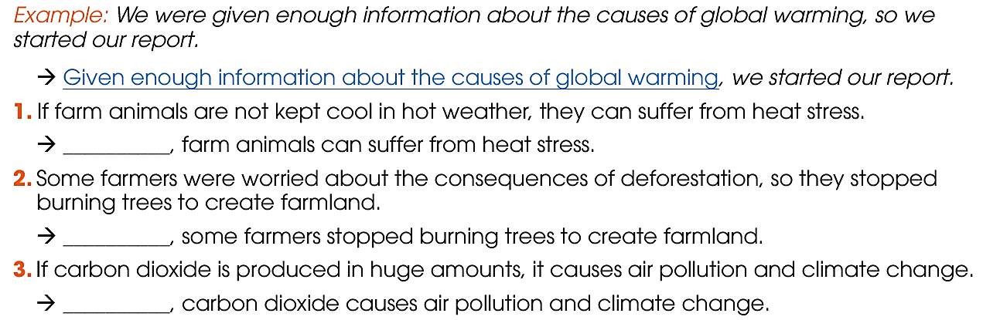 Example: We were given enough information about the causes of global warming, so we
started our report.
→ Given enough information about the causes of global warming, we started our report.
1. If farm animals are not kept cool in hot weather, they can suffer from heat stress.
→ __________, farm animals can suffer from heat stress.
2. Some farmers were worried about the consequences of deforestation, so they stopped
burning trees to create farmland.
→ __________, some farmers stopped burning trees to create farmland.
3. If carbon dioxide is produced in huge amounts, it causes air pollution and climate change.
→ __________, carbon dioxide causes air pollution and climate change.